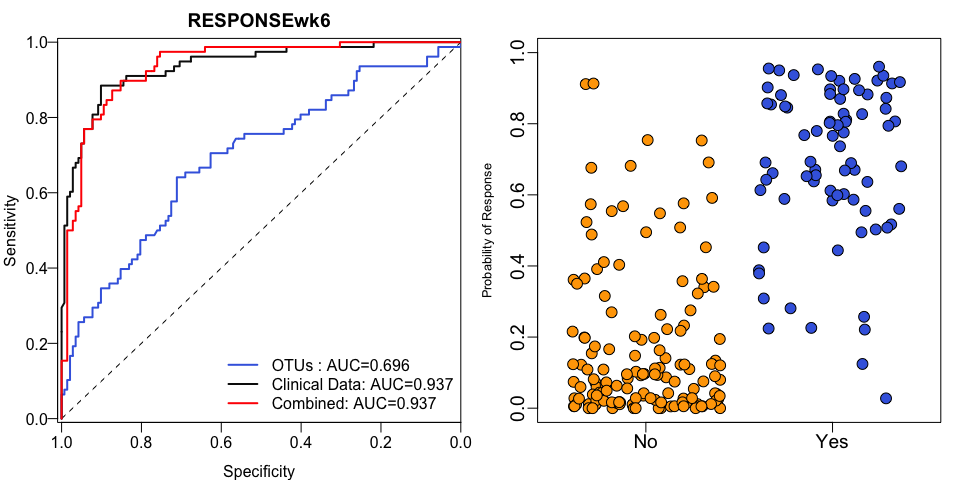 RESPONSEwk6
Sensitivity
1.0
0.8
0.6
0.4
0.2
0.0
OTUs : AUC=0.696
Clinical Data: AUC=0.937
Combined: AUC=0.937
1.0 0.8 0.6 0.4 0.2 0.0
Specificity
Probability of Response
1.0
0.8
0.6
0.4
0.2
0.0
No Yes